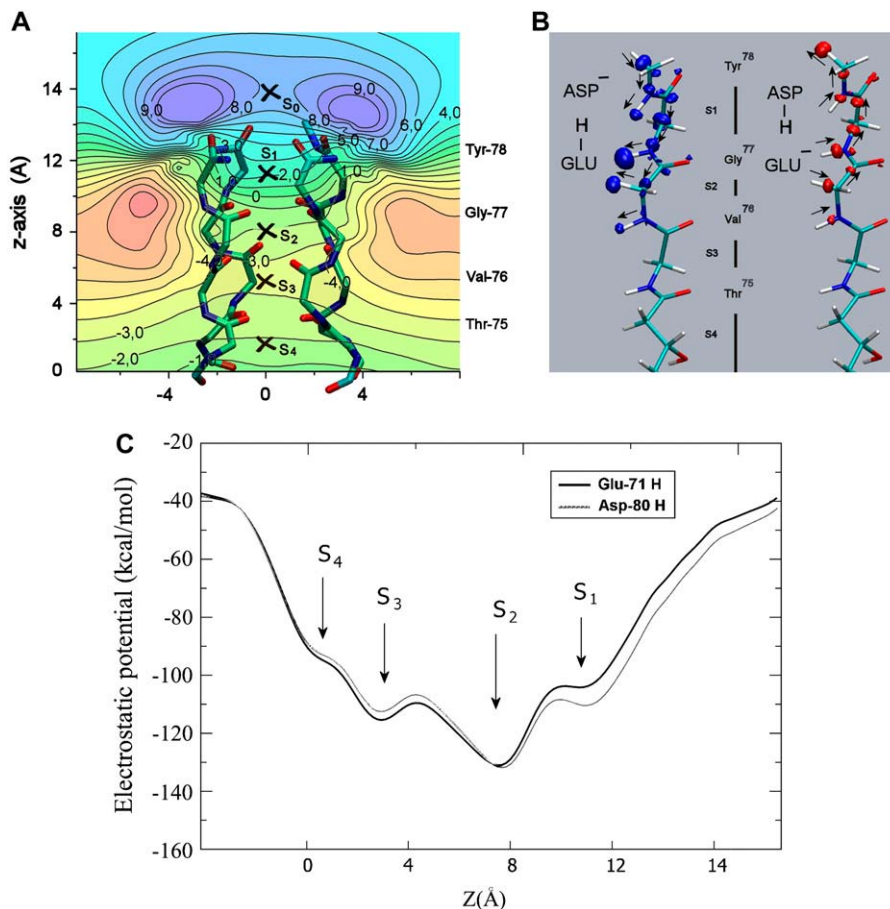 A
z-axis (A)
14
12
8
4
0
-4
0
4
9,0
8,0
S0
8,0
9,0
4,0
6,0
5,0
7,0
S1
2,0
1,0
1,0
0
S2
-4
3,0
S3
-4,0
-3,0
-3,0
-2,0
S4
-2,0
Tyr-78
Gly-77
Val-76
Thr-75
B
ASP–
H
GLU
Tyr78
S1
Gly77
S2
Val76
S3
Thr75
S4
ASP
H
GLU–
C
Electrostatic potential (kcal/mol)
-20
-40
-60
-80
-100
-120
-140
-160
Glu-71 H
Asp-80 H
S4
S3
S2
S1
0
4
8
12
14
Z(Å)